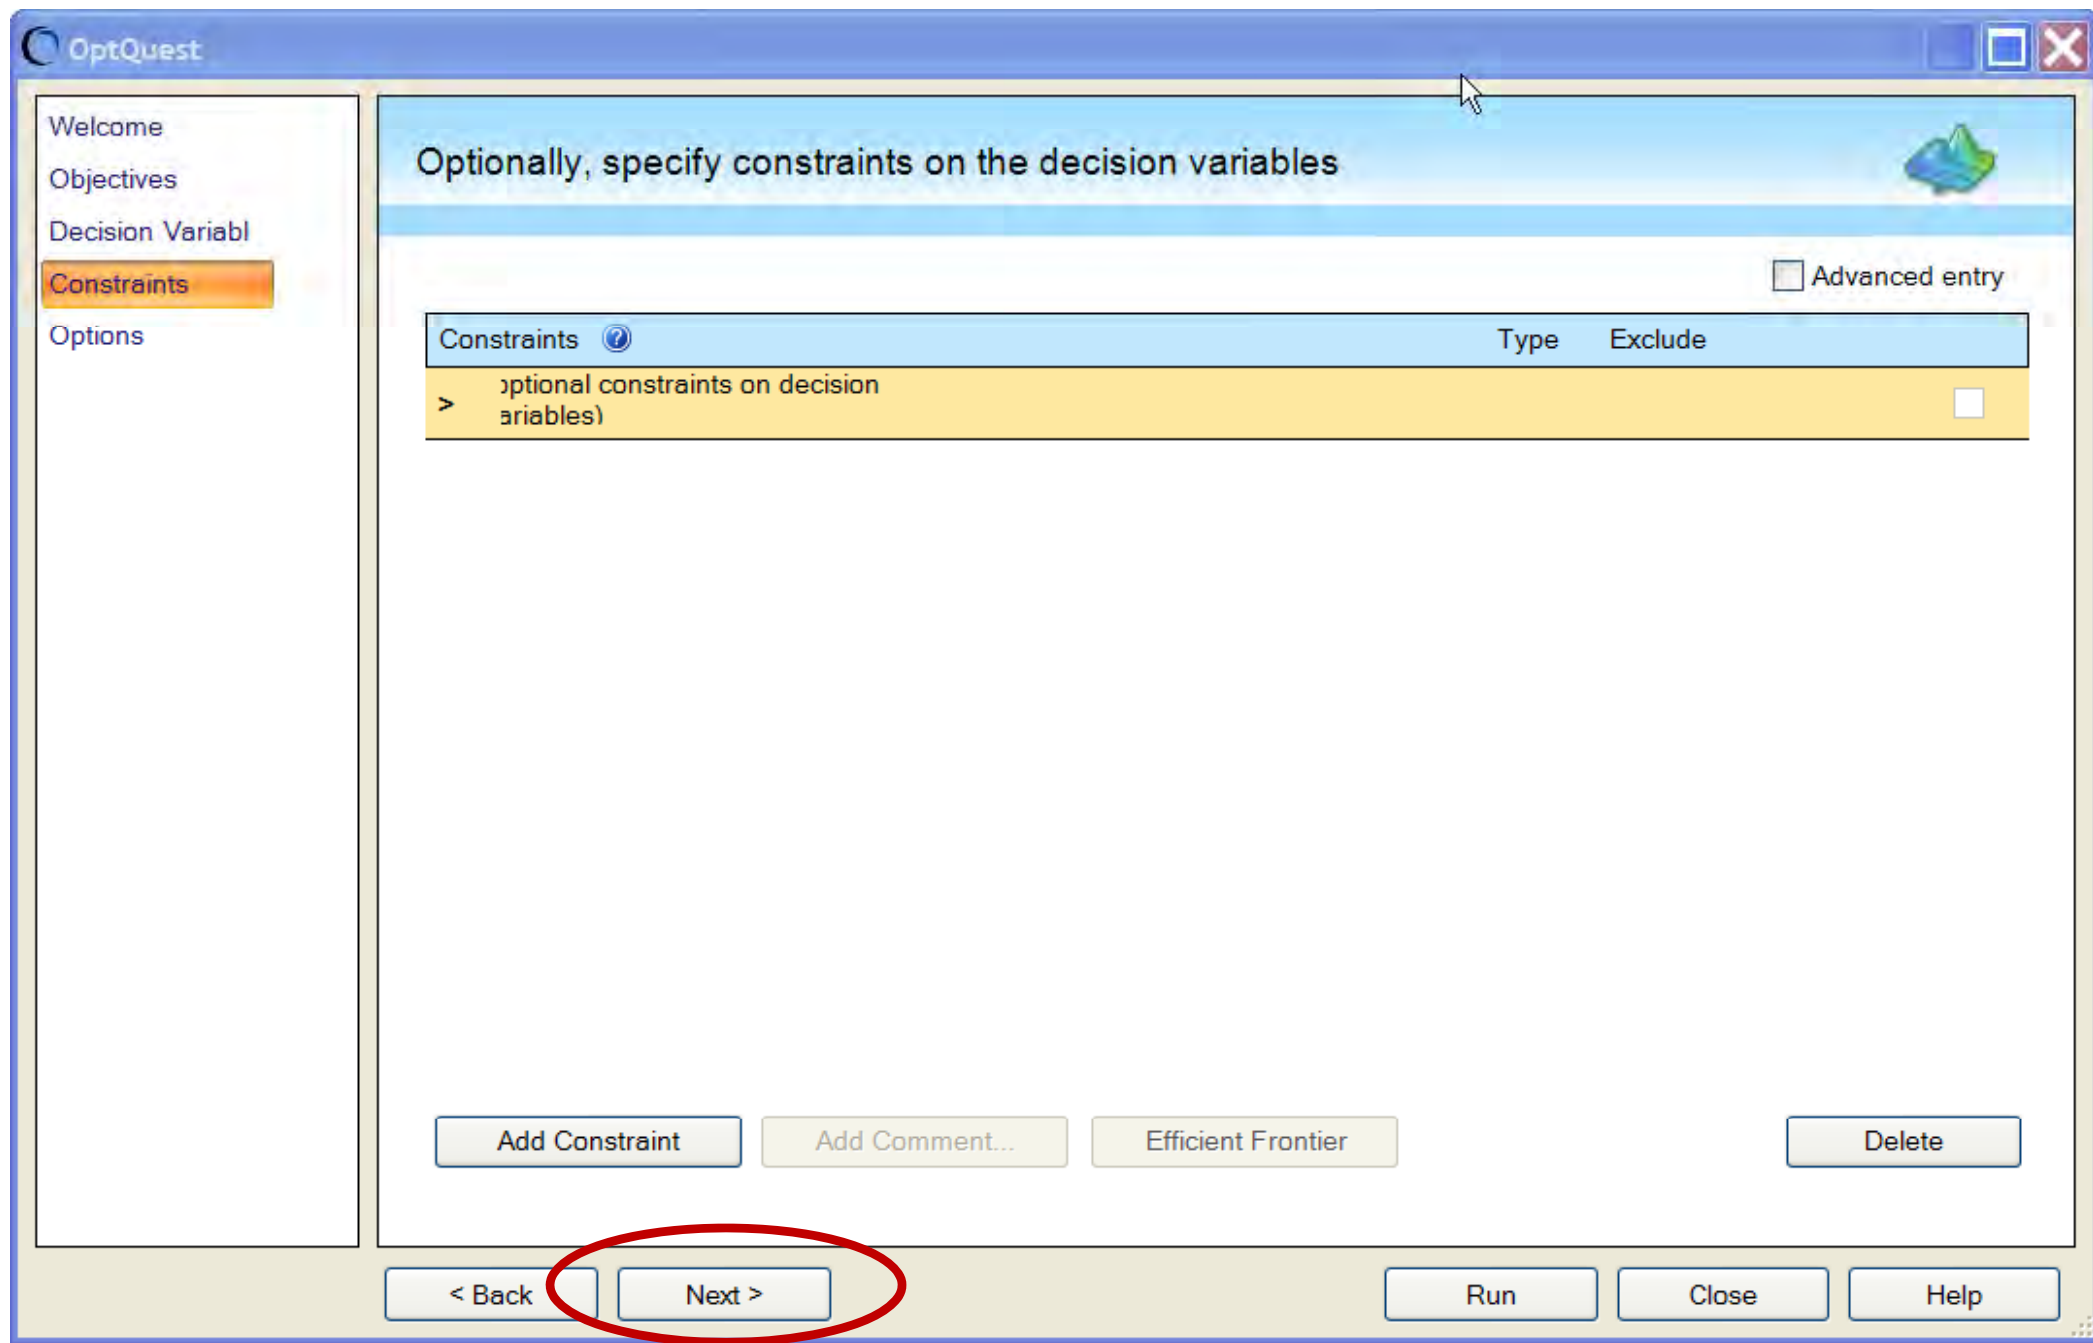 OptQuest
Welcome
Objectives
Decision Variabl
Constraints
Options
Optionally, specify constraints on the decision variables
Advanced entry
Constraints Type Exclude
> optional constraints on decision
ariables)
Add Constraint Add Comment... Efficient Frontier Delete
< Back Next > Run Close Help